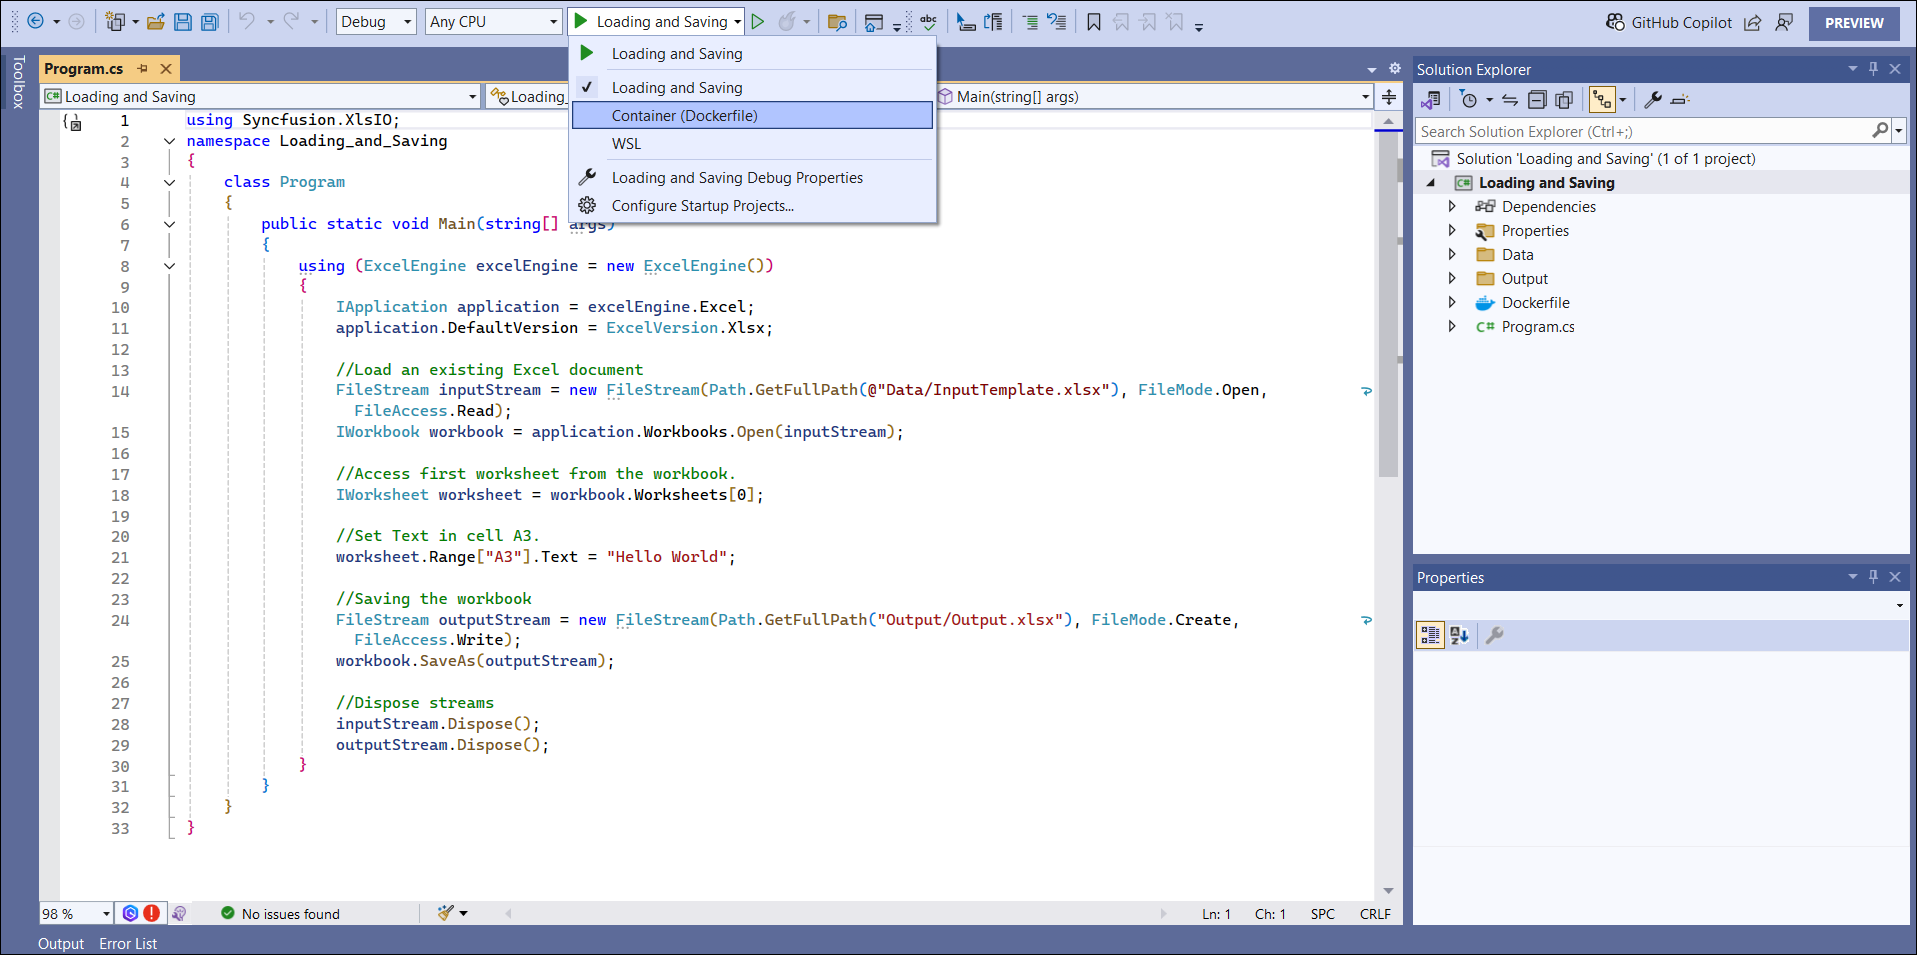 Debug
Any CPU
Loading and Saving
abc
GitHub Copilot
PREVIEW
Toolbox
Program.cs
Loading and Saving
Loading and Saving
Container (Dockerfile)
WSL
Loading and Saving Debug Properties
Configure Startup Projects...
C# Loading and Saving
Loading_
Main(string[] args)
1 using Syncfusion.XlsIO;
2 namespace Loading_and_Saving
3 {
4 class Program
5 {
6 public static void Main(string[] args)
7 {
8 using (ExcelEngine excelEngine = new ExcelEngine())
9 {
10 IApplication application = excelEngine.Excel;
11 application.DefaultVersion = ExcelVersion.Xlsx;
12
13 //Load an existing Excel document
14 FileStream inputStream = new FileStream(Path.GetFullPath(@"Data/InputTemplate.xlsx"), FileMode.Open,
FileAccess.Read);
15 IWorkbook workbook = application.Workbooks.Open(inputStream);
16
17 //Access first worksheet from the workbook.
18 IWorksheet worksheet = workbook.Worksheets[0];
19
20 //Set Text in cell A3.
21 worksheet.Range["A3"].Text = "Hello World";
22
23 //Saving the workbook
24 FileStream outputStream = new FileStream(Path.GetFullPath("Output/Output.xlsx"), FileMode.Create,
FileAccess.Write);
25 workbook.SaveAs(outputStream);
26
27 //Dispose streams
28 inputStream.Dispose();
29 outputStream.Dispose();
30 }
31 }
32 }
33 }
98 %
No issues found
Ln: 1 Ch: 1 SPC CRLF
Output Error List
Solution Explorer
Search Solution Explorer (Ctrl+;)
Solution 'Loading and Saving' (1 of 1 project)
C# Loading and Saving
Dependencies
Properties
Data
Output
Dockerfile
C# Program.cs
Properties